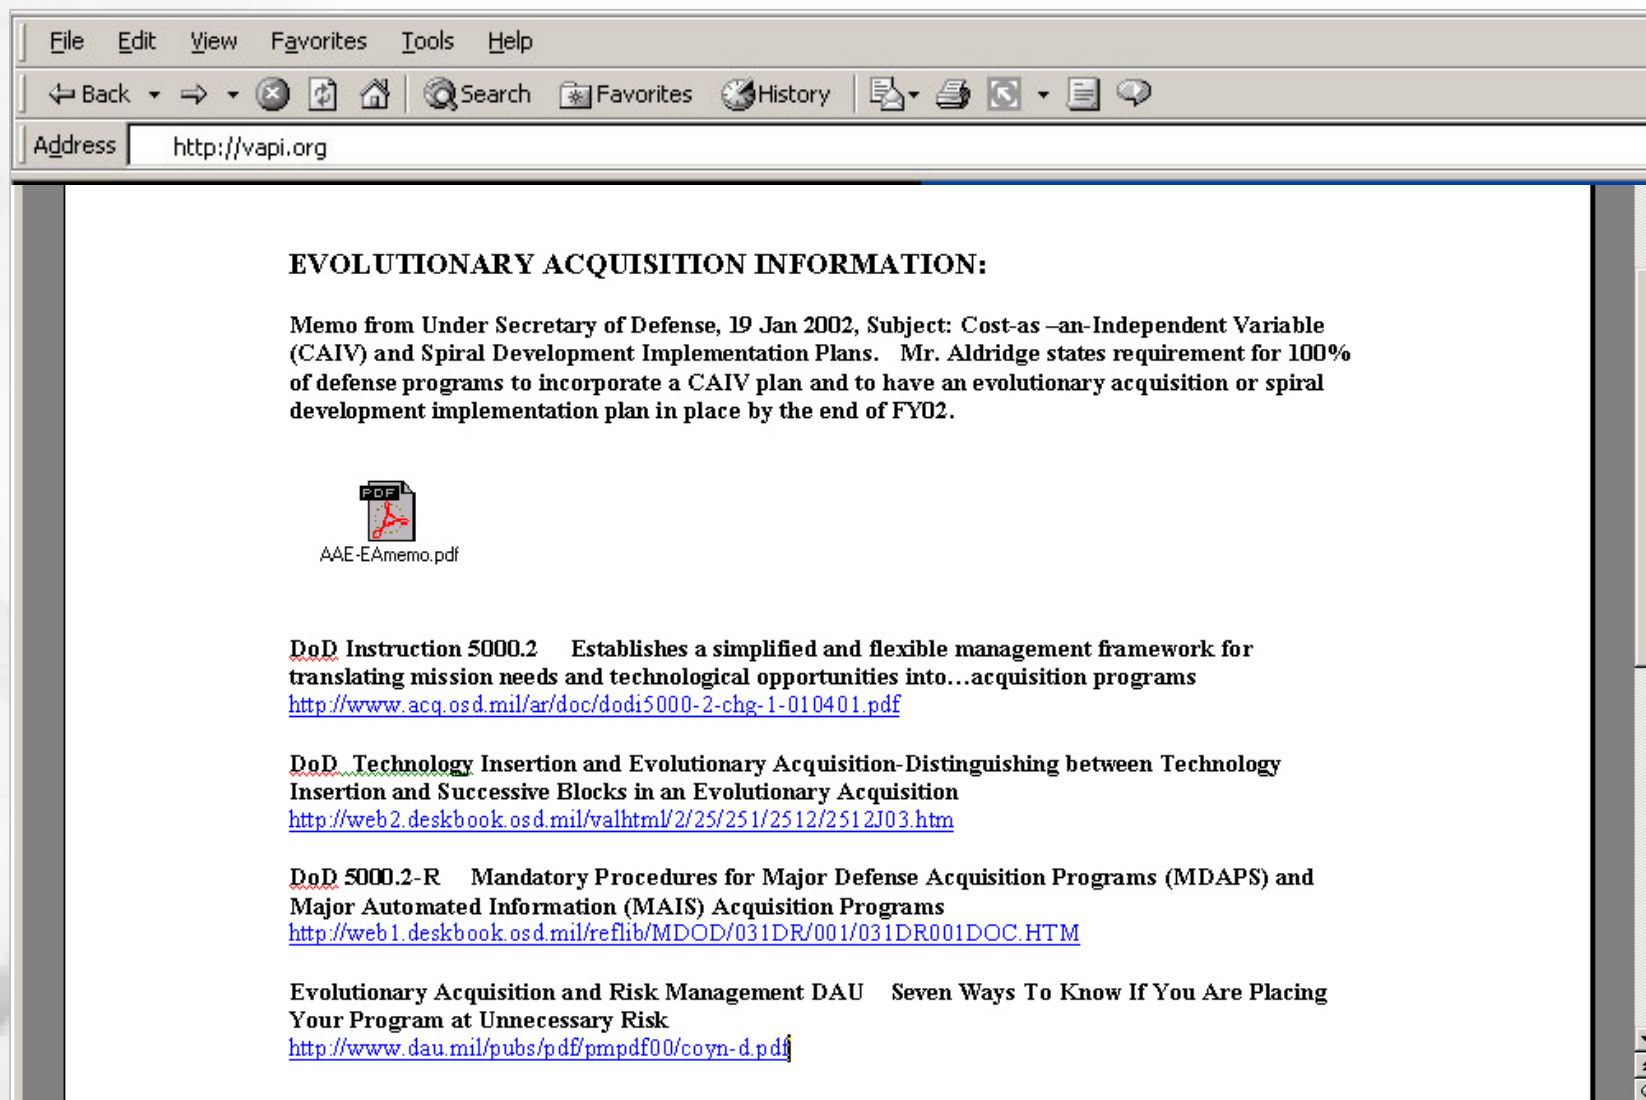 File Edit View Favorites Tools Help
Back Search Favorites History
Address http://vapi.org
EVOLUTIONARY ACQUISITION INFORMATION:
Memo from Under Secretary of Defense, 19 Jan 2002, Subject: Cost-as –an-Independent Variable
(CAIV) and Spiral Development Implementation Plans. Mr. Aldridge states requirement for 100%
of defense programs to incorporate a CAIV plan and to have an evolutionary acquisition or spiral
development implementation plan in place by the end of FY02.
PDF
AAE-EAmemo.pdf
DoD Instruction 5000.2 Establishes a simplified and flexible management framework for
translating mission needs and technological opportunities into…acquisition programs
http://www.acq.osd.mil/ar/doc/dodi5000-2-chg-1-010401.pdf
DoD Technology Insertion and Evolutionary Acquisition-Distinguishing between Technology
Insertion and Successive Blocks in an Evolutionary Acquisition
http://web2.deskbook.osd.mil/valhtml/2/25/251/2512/2512J03.htm
DoD 5000.2-R Mandatory Procedures for Major Defense Acquisition Programs (MDAPS) and
Major Automated Information (MAIS) Acquisition Programs
http://web1.deskbook.osd.mil/reflib/MDOD/031DR/001/031DR001DOC.HTM
Evolutionary Acquisition and Risk Management DAU Seven Ways To Know If You Are Placing
Your Program at Unnecessary Risk
http://www.dau.mil/pubs/pdf/pmpdf00/coyn-d.pdf